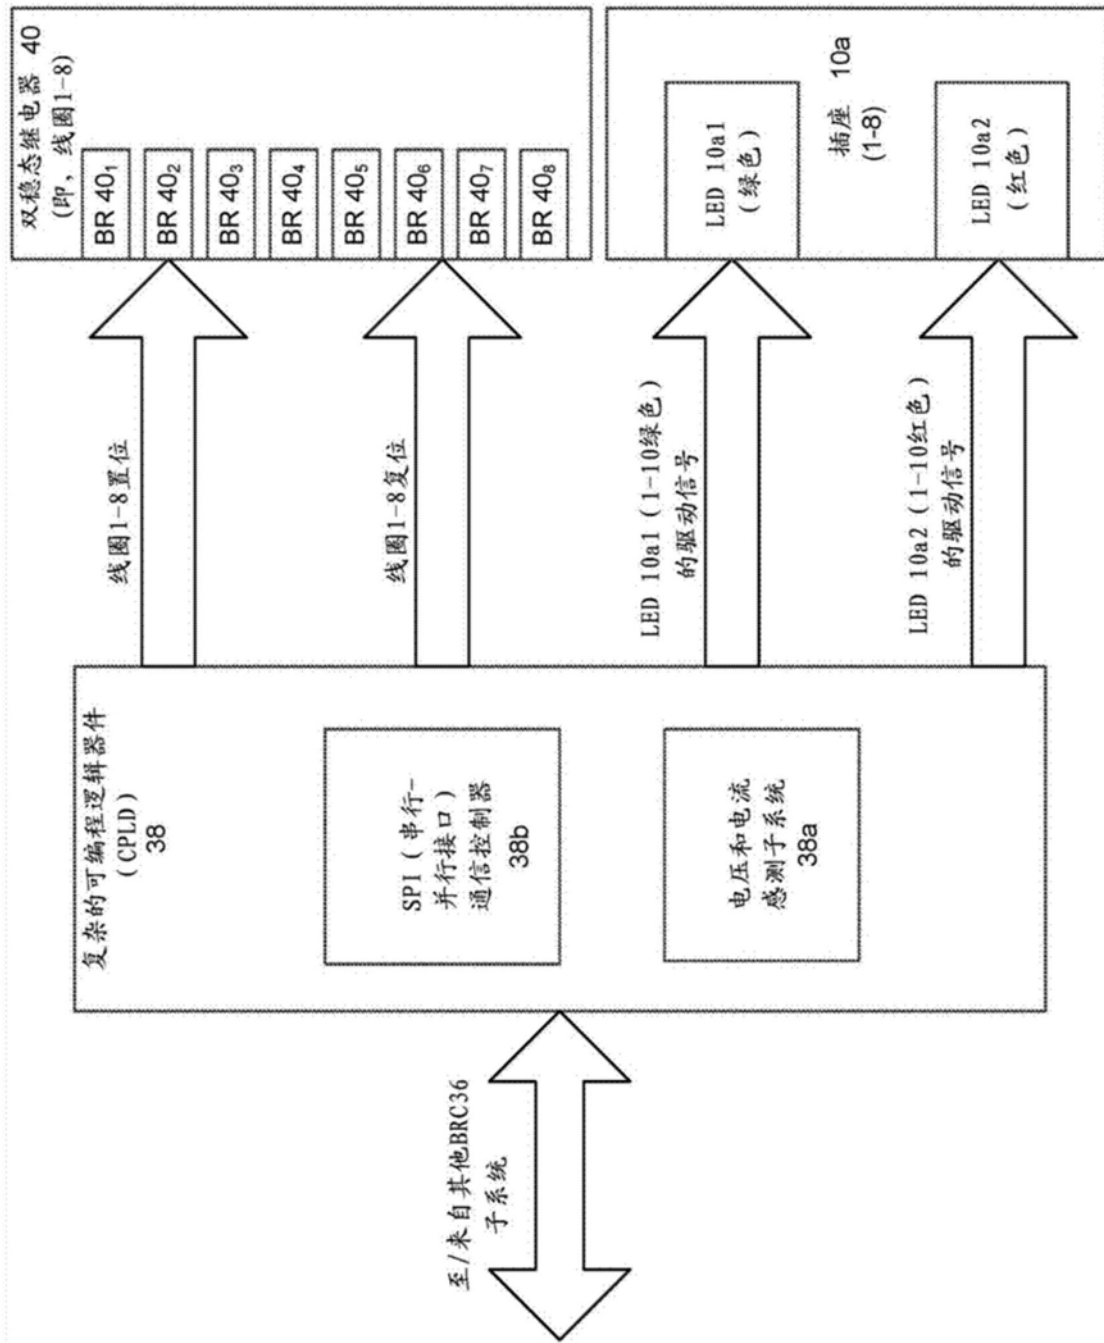 至/来自其他BRC36
子系统
复杂的可编程逻辑器件
(CPLD)
38
SPI (串行-
并行接口)
通信控制器
38b
电压和电流
感测子系统
38a
线圈1-8置位
线圈1-8复位
LED 10a1 (1-10绿色)
的驱动信号
LED 10a2 (1-10红色)
的驱动信号
双稳态继电器 40
(即, 线圈1-8)
BR 40₁
BR 40₂
BR 40₃
BR 40₄
BR 40₅
BR 40₆
BR 40₇
BR 40₈
LED 10a1
(绿色)
插座 10a
(1-8)
LED 10a2
(红色)